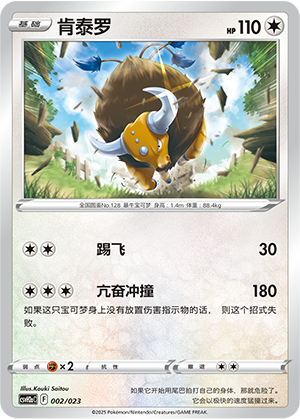 基础 肯泰罗 HP 110
全国图鉴No.128 暴牛宝可梦 身高：1.4m 体重：88.4kg
踢飞 30
亢奋冲撞 180
如果这只宝可梦身上没有放置伤害指示物的话，则这个招式失
败。
弱点 ×2 抵抗力 撤退
Illus.Kouki Saitou
F 002/023
如果它开始用尾巴拍打自己的身体，那就危险了。
它会以极快的速度猛撞过来。
©2025 Pokémon/Nintendo/Creatures/GAME FREAK.